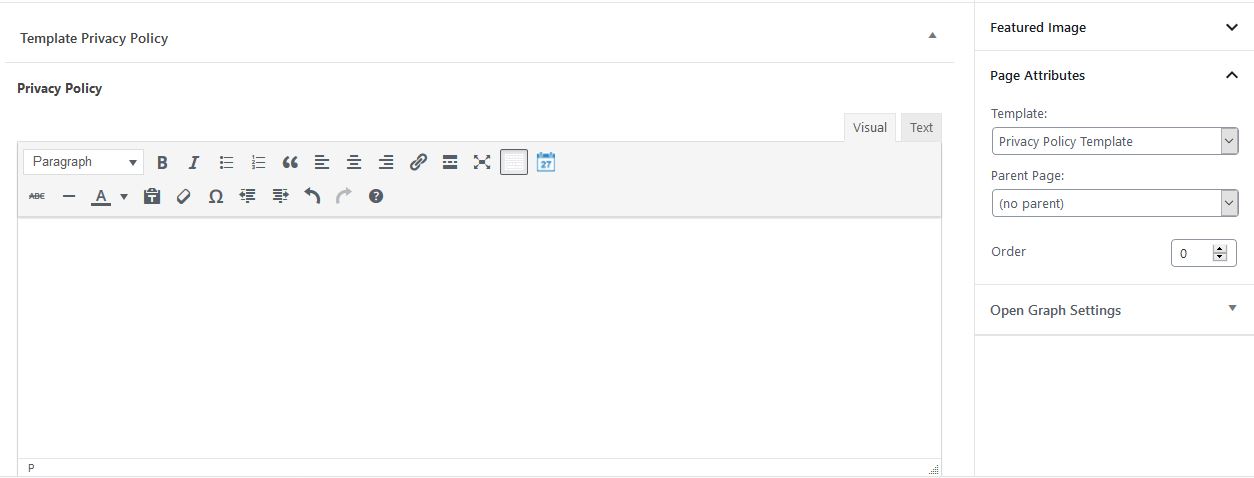 Template Privacy Policy
Privacy Policy
Visual Text
Paragraph B I 27
ABC A T Ω ?
P
Featured Image
Page Attributes
Template:
Privacy Policy Template
Parent Page:
(no parent)
Order 0
Open Graph Settings